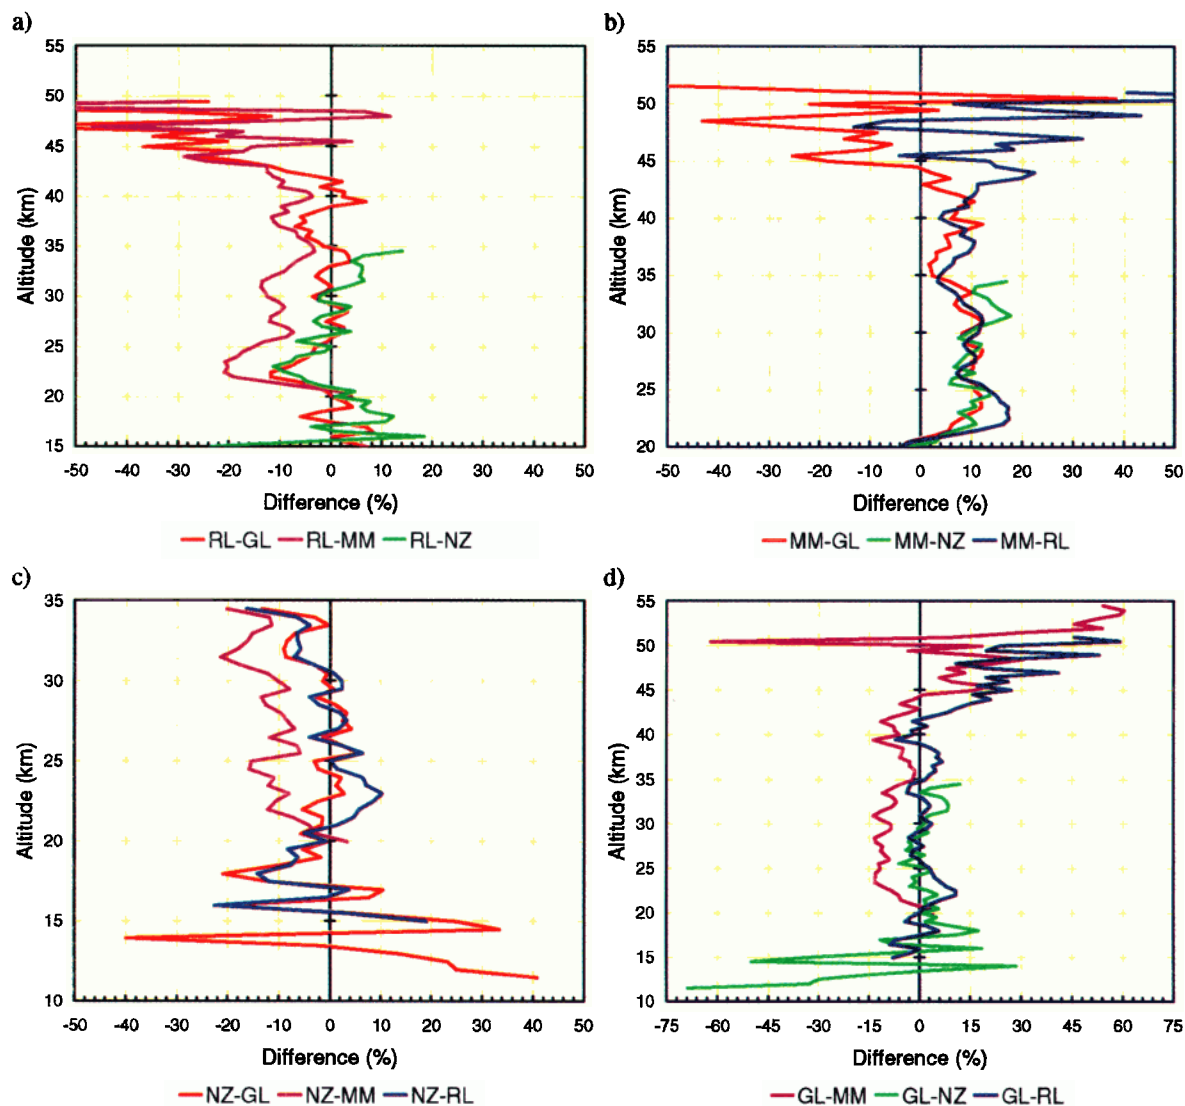 a)
55
50
45
40
35
30
25
20
15
Altitude (km)
-50 -40 -30 -20 -10 0 10 20 30 40 50
Difference (%)
RL-GL RL-MM RL-NZ
b)
55
50
45
40
35
30
25
20
Altitude (km)
-50 -40 -30 -20 -10 0 10 20 30 40 50
Difference (%)
MM-GL MM-NZ MM-RL
c)
35
30
25
20
15
10
Altitude (km)
-50 -40 -30 -20 -10 0 10 20 30 40 50
Difference (%)
NZ-GL NZ-MM NZ-RL
d)
55
50
45
40
35
30
25
20
15
10
Altitude (km)
-75 -60 -45 -30 -15 0 15 30 45 60 75
Difference (%)
GL-MM GL-NZ GL-RL